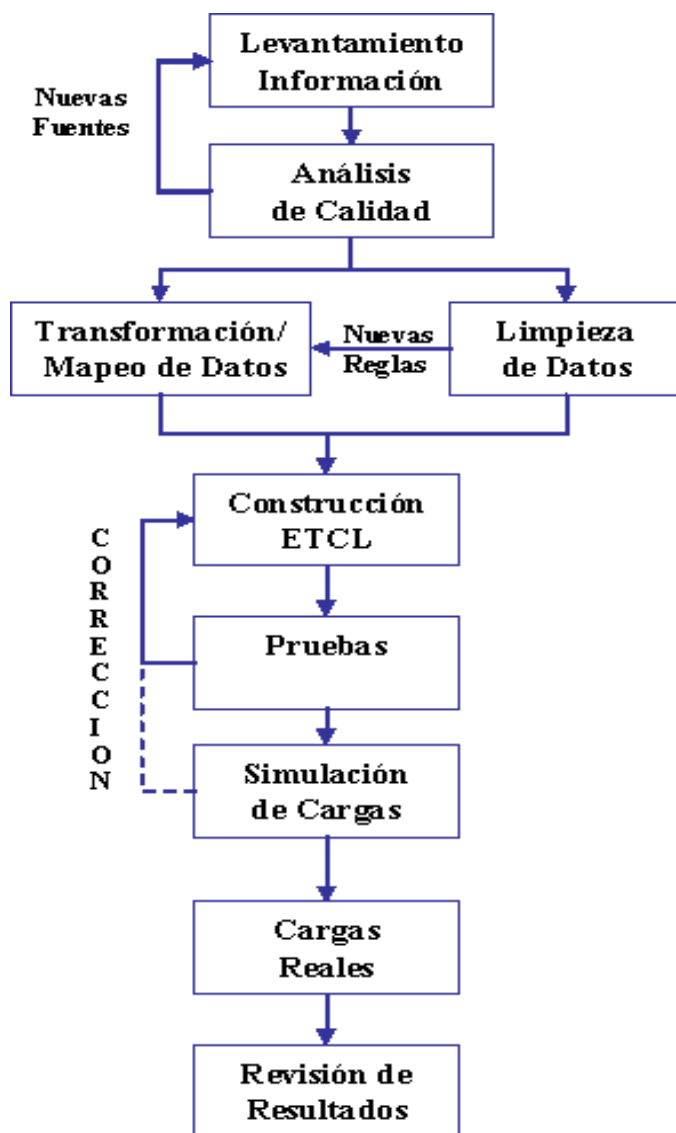 Levantamiento
Información
Nuevas
Fuentes
Análisis
de Calidad
Transformación/
Mapeo de Datos
Nuevas
Reglas
Limpieza
de Datos
Construcción
ETCL
CORRECCION
Pruebas
Simulación
de Cargas
Cargas
Reales
Revisión de
Resultados